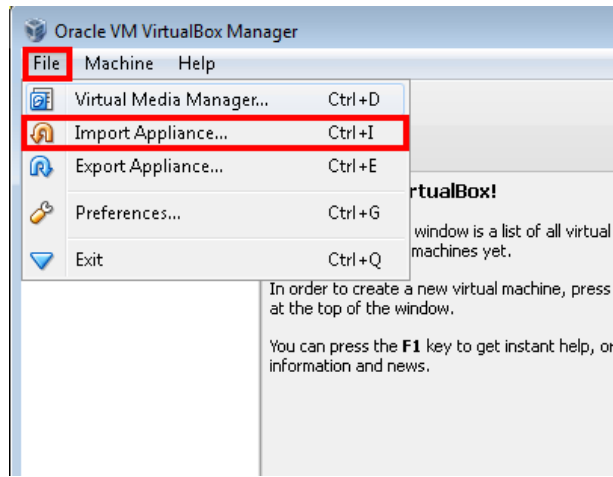 Oracle VM VirtualBox Manager
File Machine Help
Virtual Media Manager... Ctrl+D
Import Appliance... Ctrl+I
Export Appliance... Ctrl+E
Preferences... Ctrl+G
Exit Ctrl+Q
rtualBox!
window is a list of all virtual
machines yet.
In order to create a new virtual machine, press
at the top of the window.
You can press the F1 key to get instant help, or
information and news.